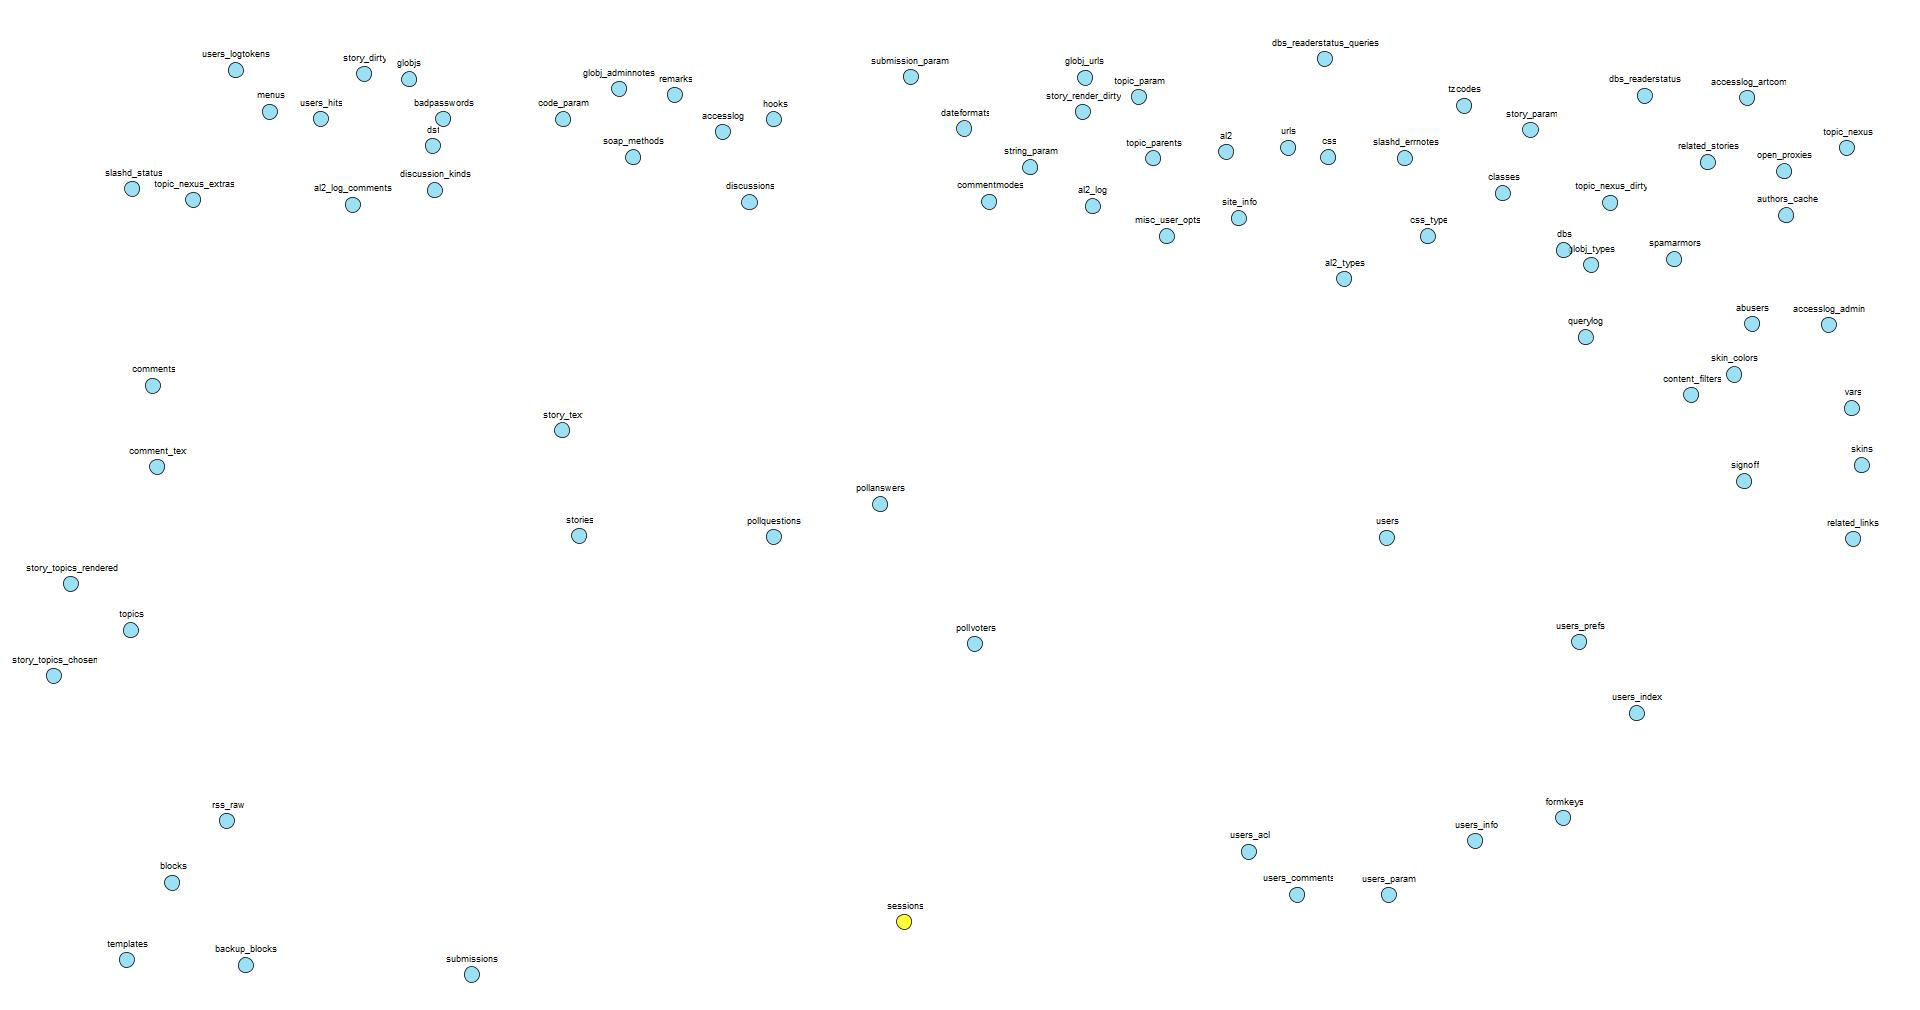 dbs_readerstatus_queries
users_logtokens
story_dirty
globjs
submission_param
globj_urls
globj_adminnotes
remarks
topic_param
dbs_readerstatus
accesslog_artcom
tzcodes
menus
users_hits
badpasswords
code_param
hooks
story_render_dirty
accesslog
dateformats
story_param
dst
al2
urls
topic_nexus
soap_methods
topic_parents
css
slashd_errnotes
string_param
related_stories
open_proxies
slashd_status
discussion_kinds
classes
topic_nexus_extras
al2_log_comments
discussions
commentmodes
al2_log
topic_nexus_dirty
site_info
authors_cache
misc_user_opts
css_type
dbs
globj_types
spamarmors
al2_types
abusers
accesslog_admin
querylog
skin_colors
comments
content_filters
vars
story_tex
comment_tex
skins
signoff
pollanswers
stories
pollquestions
users
related_links
story_topics_rendered
topics
pollvoters
users_prefs
story_topics_chosen
users_index
rss_raw
formkeys
users_acl
users_info
blocks
users_comments
users_param
sessions
templates
backup_blocks
submissions